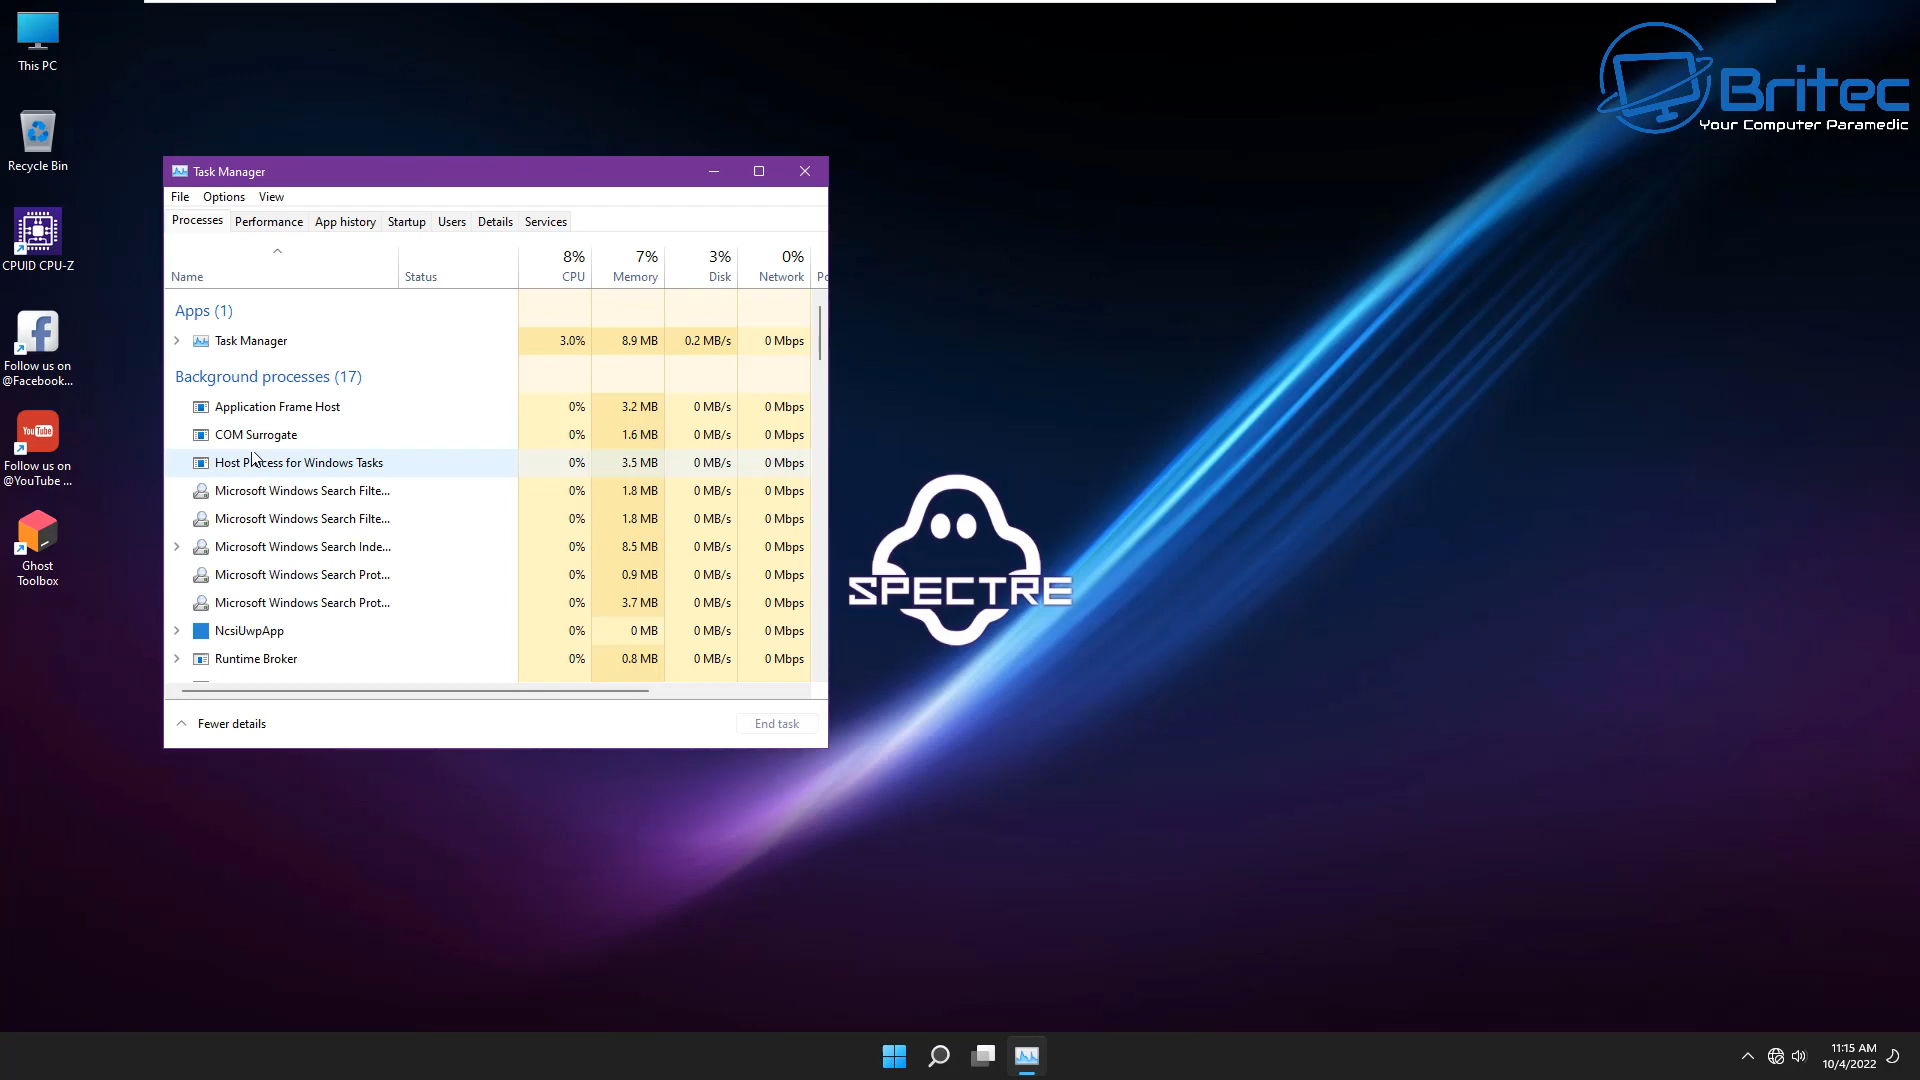 This PC
Recycle Bin
CPUID CPU-Z
Follow us on
@Facebook...
YouTube
Follow us on
@YouTube ...
Ghost
Toolbox
Britec
Your Computer Paramedic
Task Manager
File Options View
Processes Performance App history Startup Users Details Services
8% 7% 3% 0%
Name Status CPU Memory Disk Network Po
Apps (1)
Task Manager 3.0% 8.9 MB 0.2 MB/s 0 Mbps
Background processes (17)
Application Frame Host 0% 3.2 MB 0 MB/s 0 Mbps
COM Surrogate 0% 1.6 MB 0 MB/s 0 Mbps
Host Process for Windows Tasks 0% 3.5 MB 0 MB/s 0 Mbps
Microsoft Windows Search Filte... 0% 1.8 MB 0 MB/s 0 Mbps
Microsoft Windows Search Filte... 0% 1.8 MB 0 MB/s 0 Mbps
Microsoft Windows Search Inde... 0% 8.5 MB 0 MB/s 0 Mbps
Microsoft Windows Search Prot... 0% 0.9 MB 0 MB/s 0 Mbps
Microsoft Windows Search Prot... 0% 3.7 MB 0 MB/s 0 Mbps
NcsiUwpApp 0% 0 MB 0 MB/s 0 Mbps
Runtime Broker 0% 0.8 MB 0 MB/s 0 Mbps
Fewer details End task
SPECTRE
11:15 AM
10/4/2022